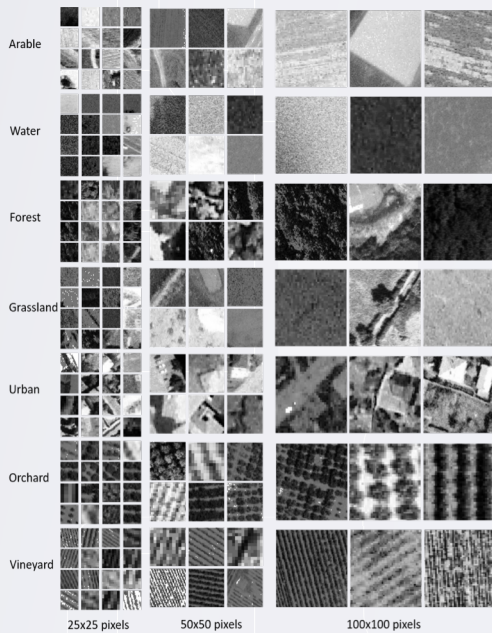 Arable
Water
Forest
Grassland
Urban
Orchard
Vineyard
25x25 pixels
50x50 pixels
100x100 pixels